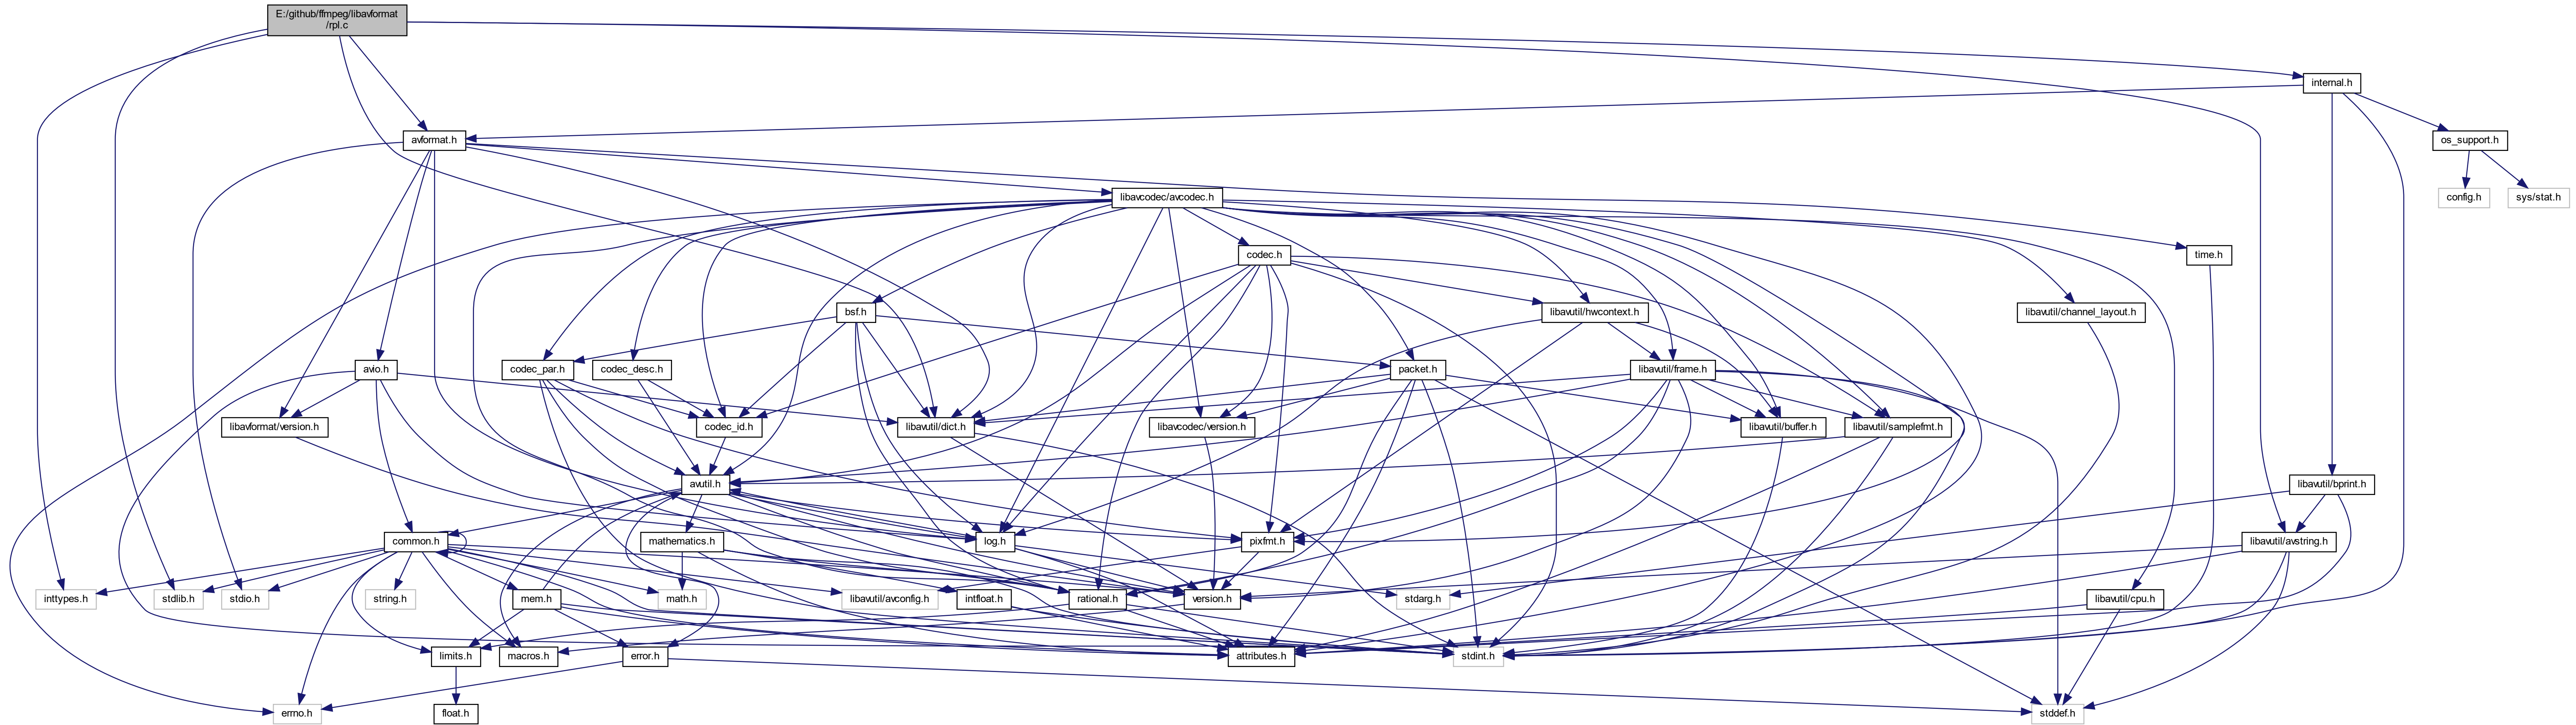 E:/github/ffmpeg/libavformat
/rpl.c
internal.h
avformat.h
os_support.h
libavcodec/avcodec.h
config.h
sys/stat.h
codec.h
time.h
bsf.h
libavutil/hwcontext.h
libavutil/channel_layout.h
avio.h
codec_par.h
codec_desc.h
packet.h
libavutil/frame.h
libavformat/version.h
codec_id.h
libavutil/dict.h
libavcodec/version.h
libavutil/buffer.h
libavutil/samplefmt.h
avutil.h
libavutil/bprint.h
common.h
mathematics.h
log.h
pixfmt.h
libavutil/avstring.h
inttypes.h
stdlib.h
stdio.h
string.h
mem.h
math.h
libavutil/avconfig.h
intfloat.h
rational.h
version.h
stdarg.h
libavutil/cpu.h
limits.h
macros.h
error.h
attributes.h
stdint.h
errno.h
float.h
stddef.h